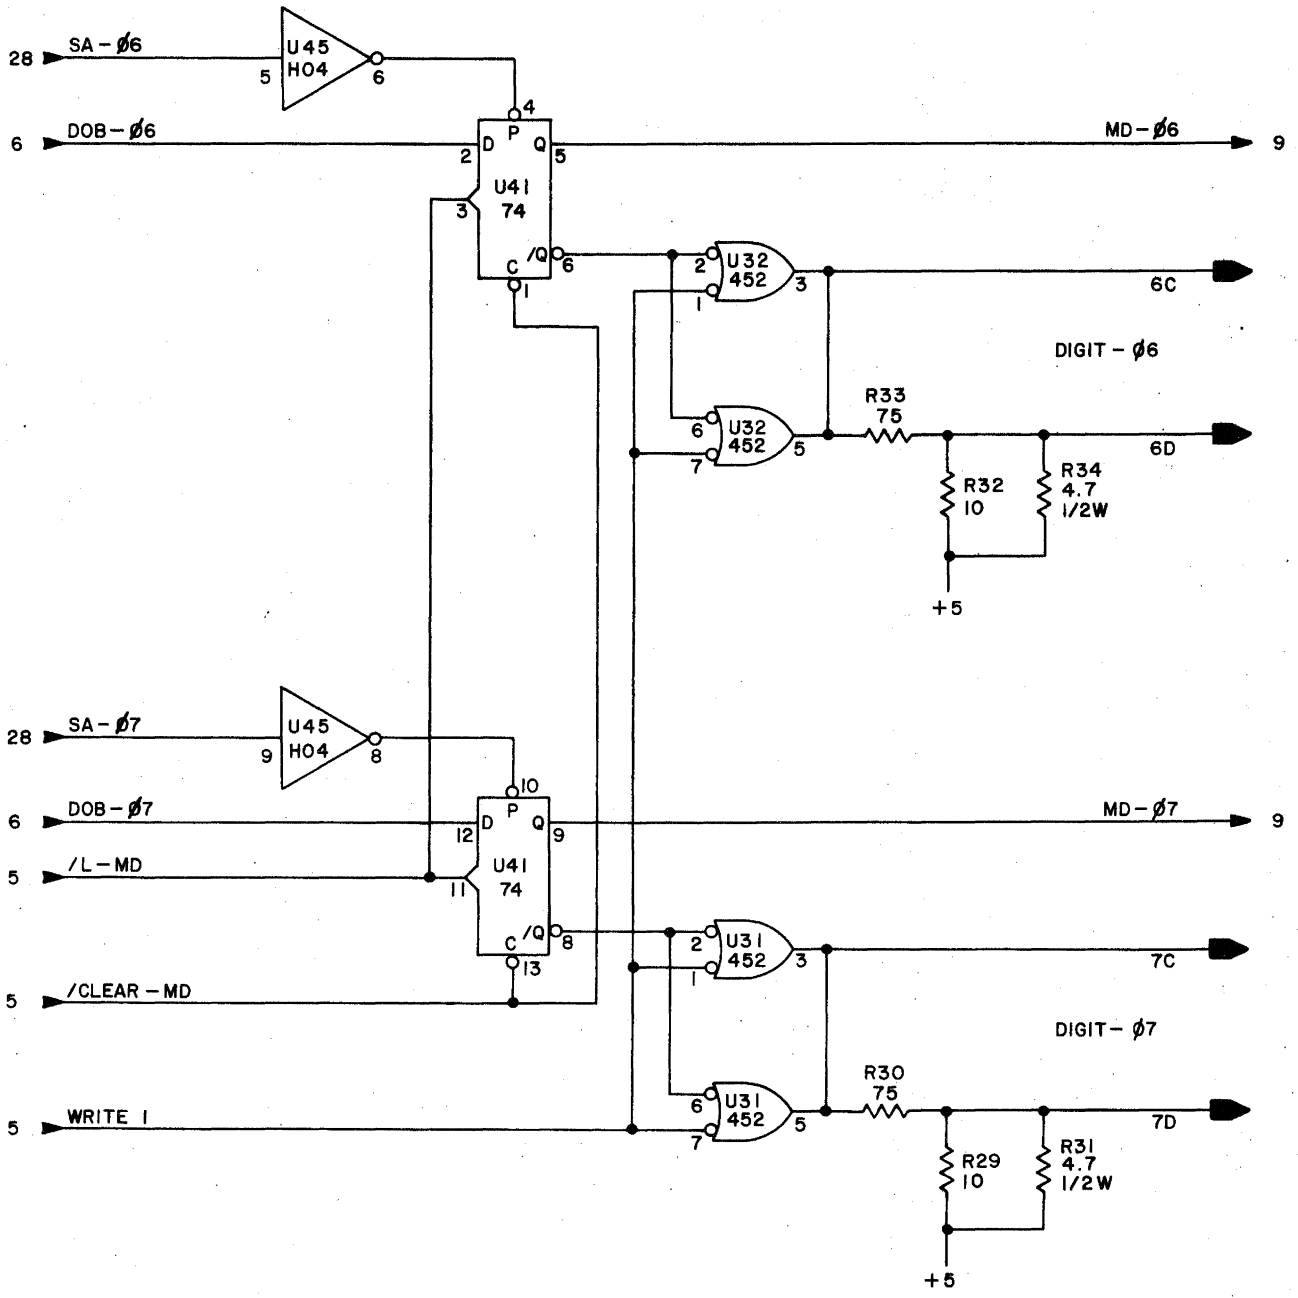 28 SA-Ø6
5 U45 H04 6
4
6 DOB-Ø6
2 D P Q 5
MD-Ø6 9
3 U41 74
/Q 6
C 1
2 U32 452 3
1
6C
DIGIT-Ø6
6 U32 452 5
7
R33 75
6D
R32 10
R34 4.7 1/2W
+5
28 SA-Ø7
9 U45 H04 8
10
6 DOB-Ø7
12 D P Q 9
MD-Ø7 9
5 /L-MD
11 U41 74
/Q 8
C 13
2 U31 452 3
1
7C
5 /CLEAR-MD
DIGIT-Ø7
R30 75
6 U31 452 5
7
7D
5 WRITE 1
R29 10
R31 4.7 1/2W
+5